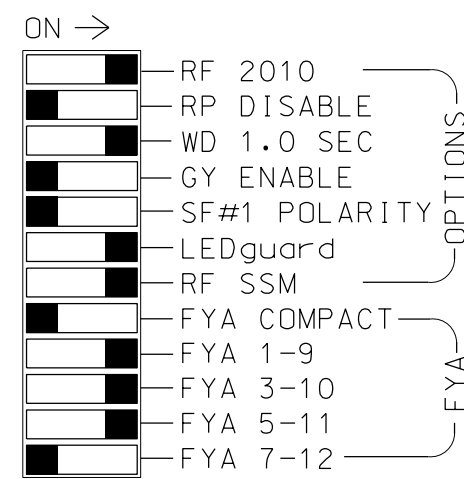 ON →
RF 2010
RP DISABLE
WD 1.0 SEC
GY ENABLE
SF#1 POLARITY
LEDguard
RF SSM
FYA COMPACT
FYA 1-9
FYA 3-10
FYA 5-11
FYA 7-12
OPTIONS
FYA